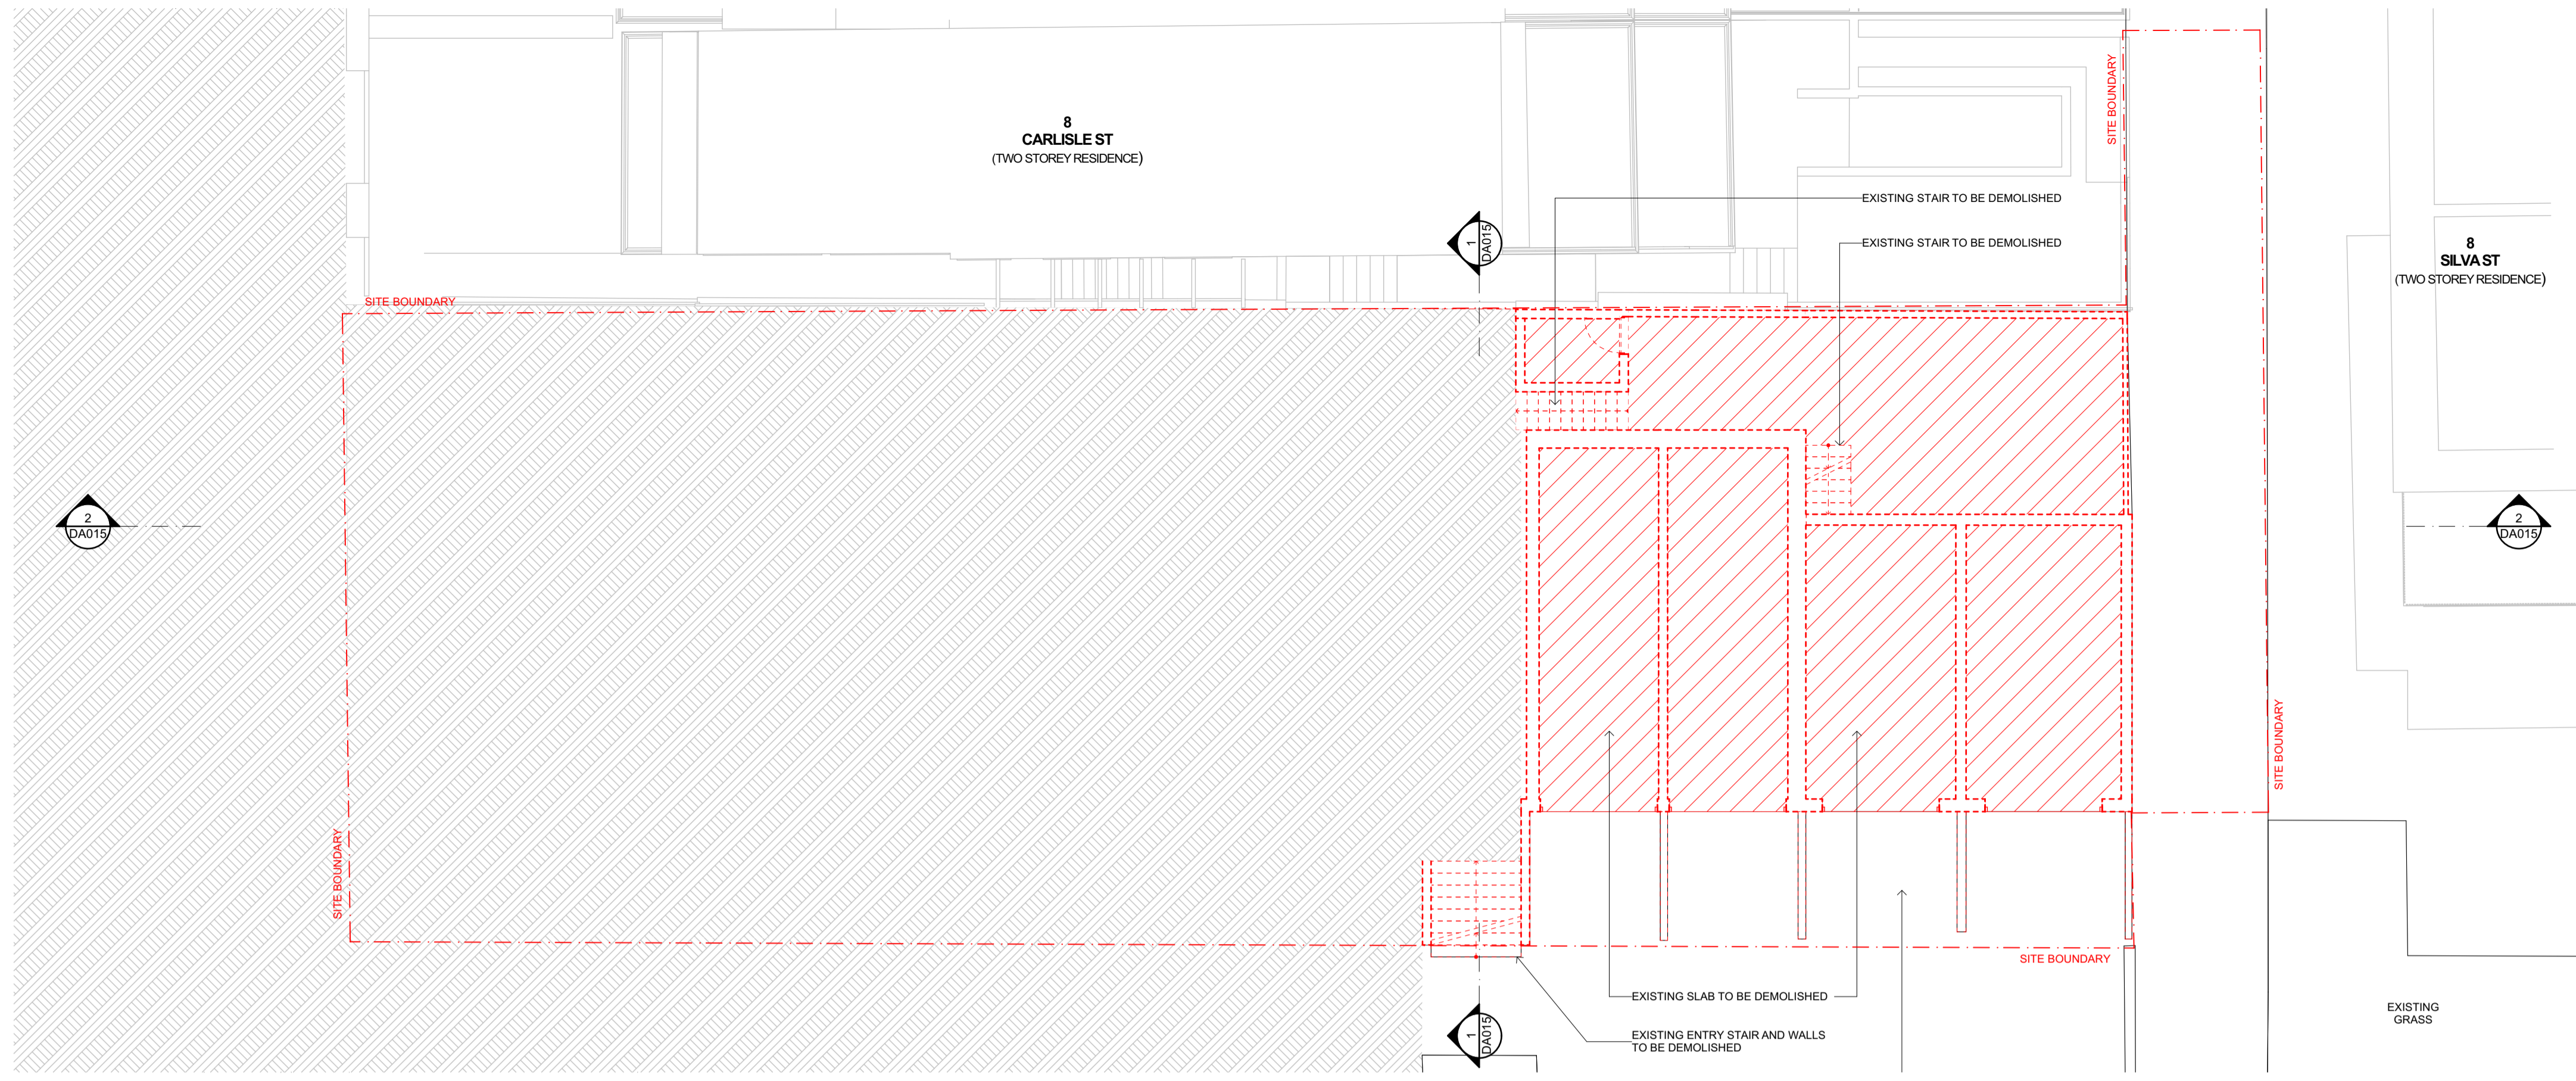 SITE BOUNDARY
8
CARLISLE ST
(TWO STOREY RESIDENCE)
EXISTING STAIR TO BE DEMOLISHED
1
DA015
EXISTING STAIR TO BE DEMOLISHED
8
SILVA ST
(TWO STOREY RESIDENCE)
SITE BOUNDARY
2
DA015
2
DA015
SITE BOUNDARY
SITE BOUNDARY
SITE BOUNDARY
EXISTING SLAB TO BE DEMOLISHED
EXISTING ENTRY STAIR AND WALLS
TO BE DEMOLISHED
1
DA015
EXISTING
GRASS